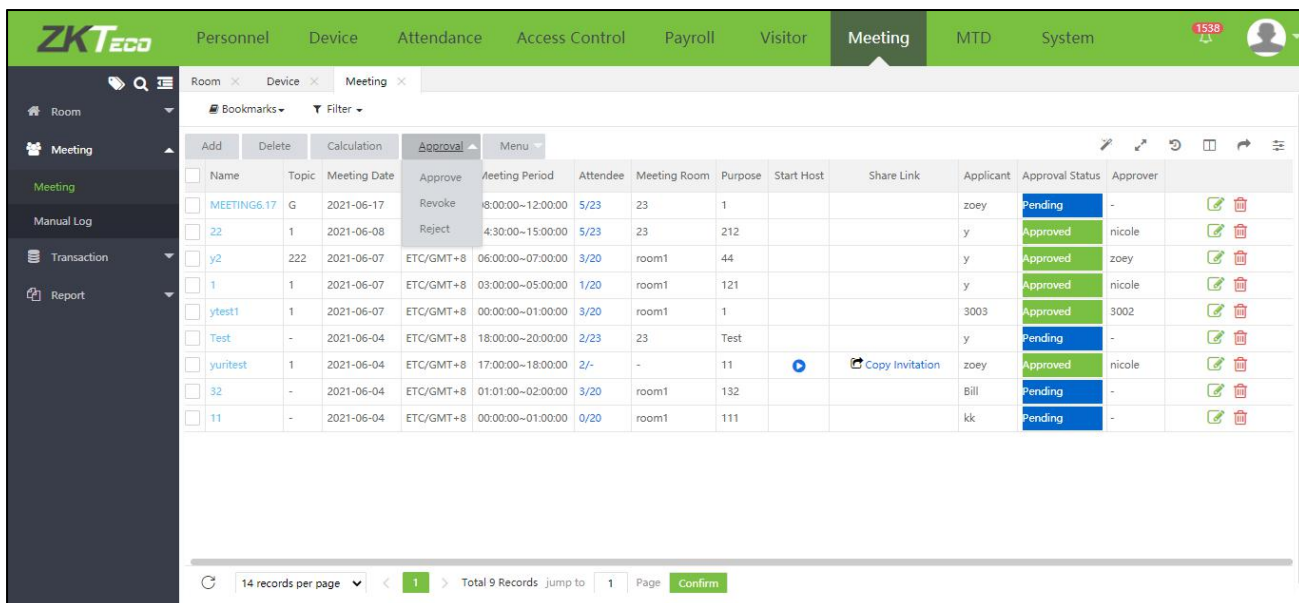 ZKTeco Personnel Device Attendance Access Control Payroll Visitor Meeting MTD System 1538
Room Device Meeting
Room Bookmarks Filter
Meeting Add Delete Calculation Approval Menu
Name Topic Meeting Date Approve Meeting Period Attendee Meeting Room Purpose Start Host Share Link Applicant Approval Status Approver
Meeting
MEETING6.17 G 2021-06-17 Revoke 8:00:00~12:00:00 5/23 23 1 zoey Pending -
Manual Log
22 1 2021-06-08 Reject 4:30:00~15:00:00 5/23 23 212 y Approved nicole
Transaction y2 222 2021-06-07 ETC/GMT+8 06:00:00~07:00:00 3/20 room1 44 y Approved zoey
1 1 2021-06-07 ETC/GMT+8 03:00:00~05:00:00 1/20 room1 121 y Approved nicole
Report
ytest1 1 2021-06-07 ETC/GMT+8 00:00:00~01:00:00 3/20 room1 1 3003 Approved 3002
Test - 2021-06-04 ETC/GMT+8 18:00:00~20:00:00 2/23 23 Test y Pending -
yuritest 1 2021-06-04 ETC/GMT+8 17:00:00~18:00:00 2/- - 11 Copy Invitation zoey Approved nicole
32 - 2021-06-04 ETC/GMT+8 01:01:00~02:00:00 3/20 room1 132 Bill Pending -
11 - 2021-06-04 ETC/GMT+8 00:00:00~01:00:00 0/20 room1 111 kk Pending -
14 records per page < 1 > Total 9 Records jump to 1 Page Confirm